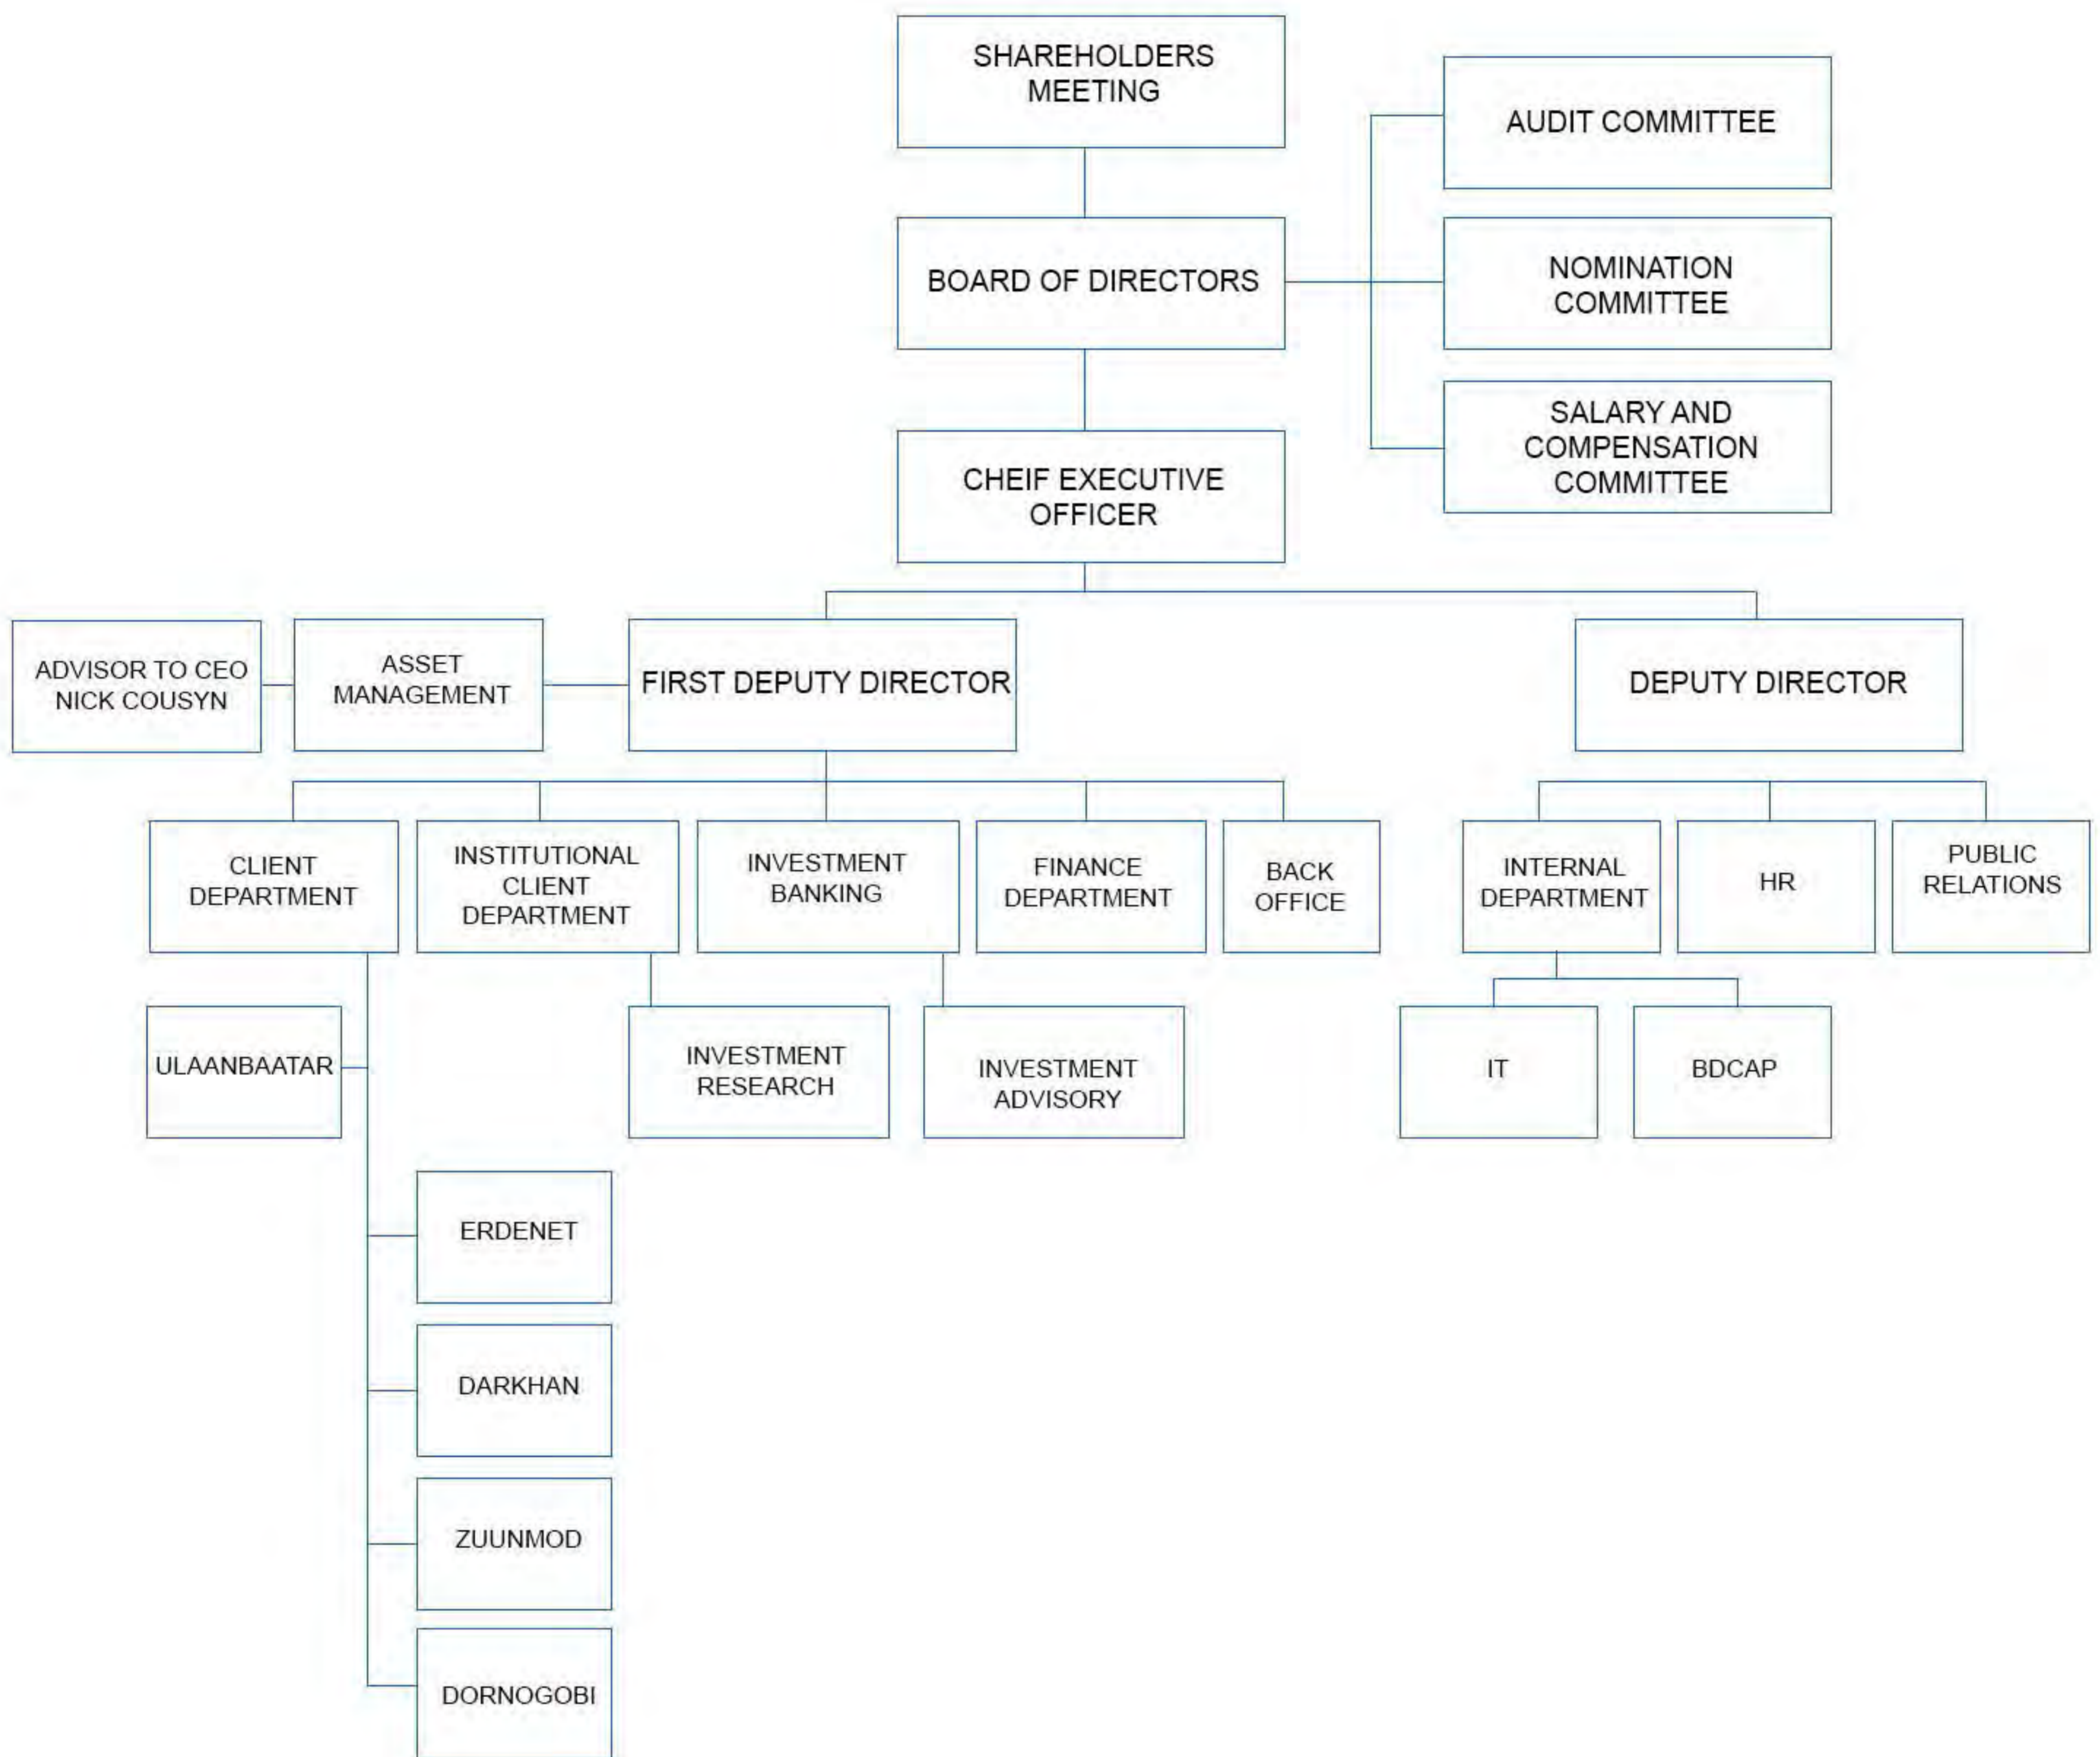 SHAREHOLDERS
MEETING
AUDIT COMMITTEE
BOARD OF DIRECTORS
NOMINATION
COMMITTEE
SALARY AND
COMPENSATION
COMMITTEE
CHEIF EXECUTIVE
OFFICER
ADVISOR TO CEO
NICK COUSYN
ASSET
MANAGEMENT
FIRST DEPUTY DIRECTOR
DEPUTY DIRECTOR
CLIENT
DEPARTMENT
INSTITUTIONAL
CLIENT
DEPARTMENT
INVESTMENT
BANKING
FINANCE
DEPARTMENT
BACK
OFFICE
INTERNAL
DEPARTMENT
HR
PUBLIC
RELATIONS
ULAANBAATAR
INVESTMENT
RESEARCH
INVESTMENT
ADVISORY
IT
BDCAP
ERDENET
DARKHAN
ZUUNMOD
DORNOGOBI